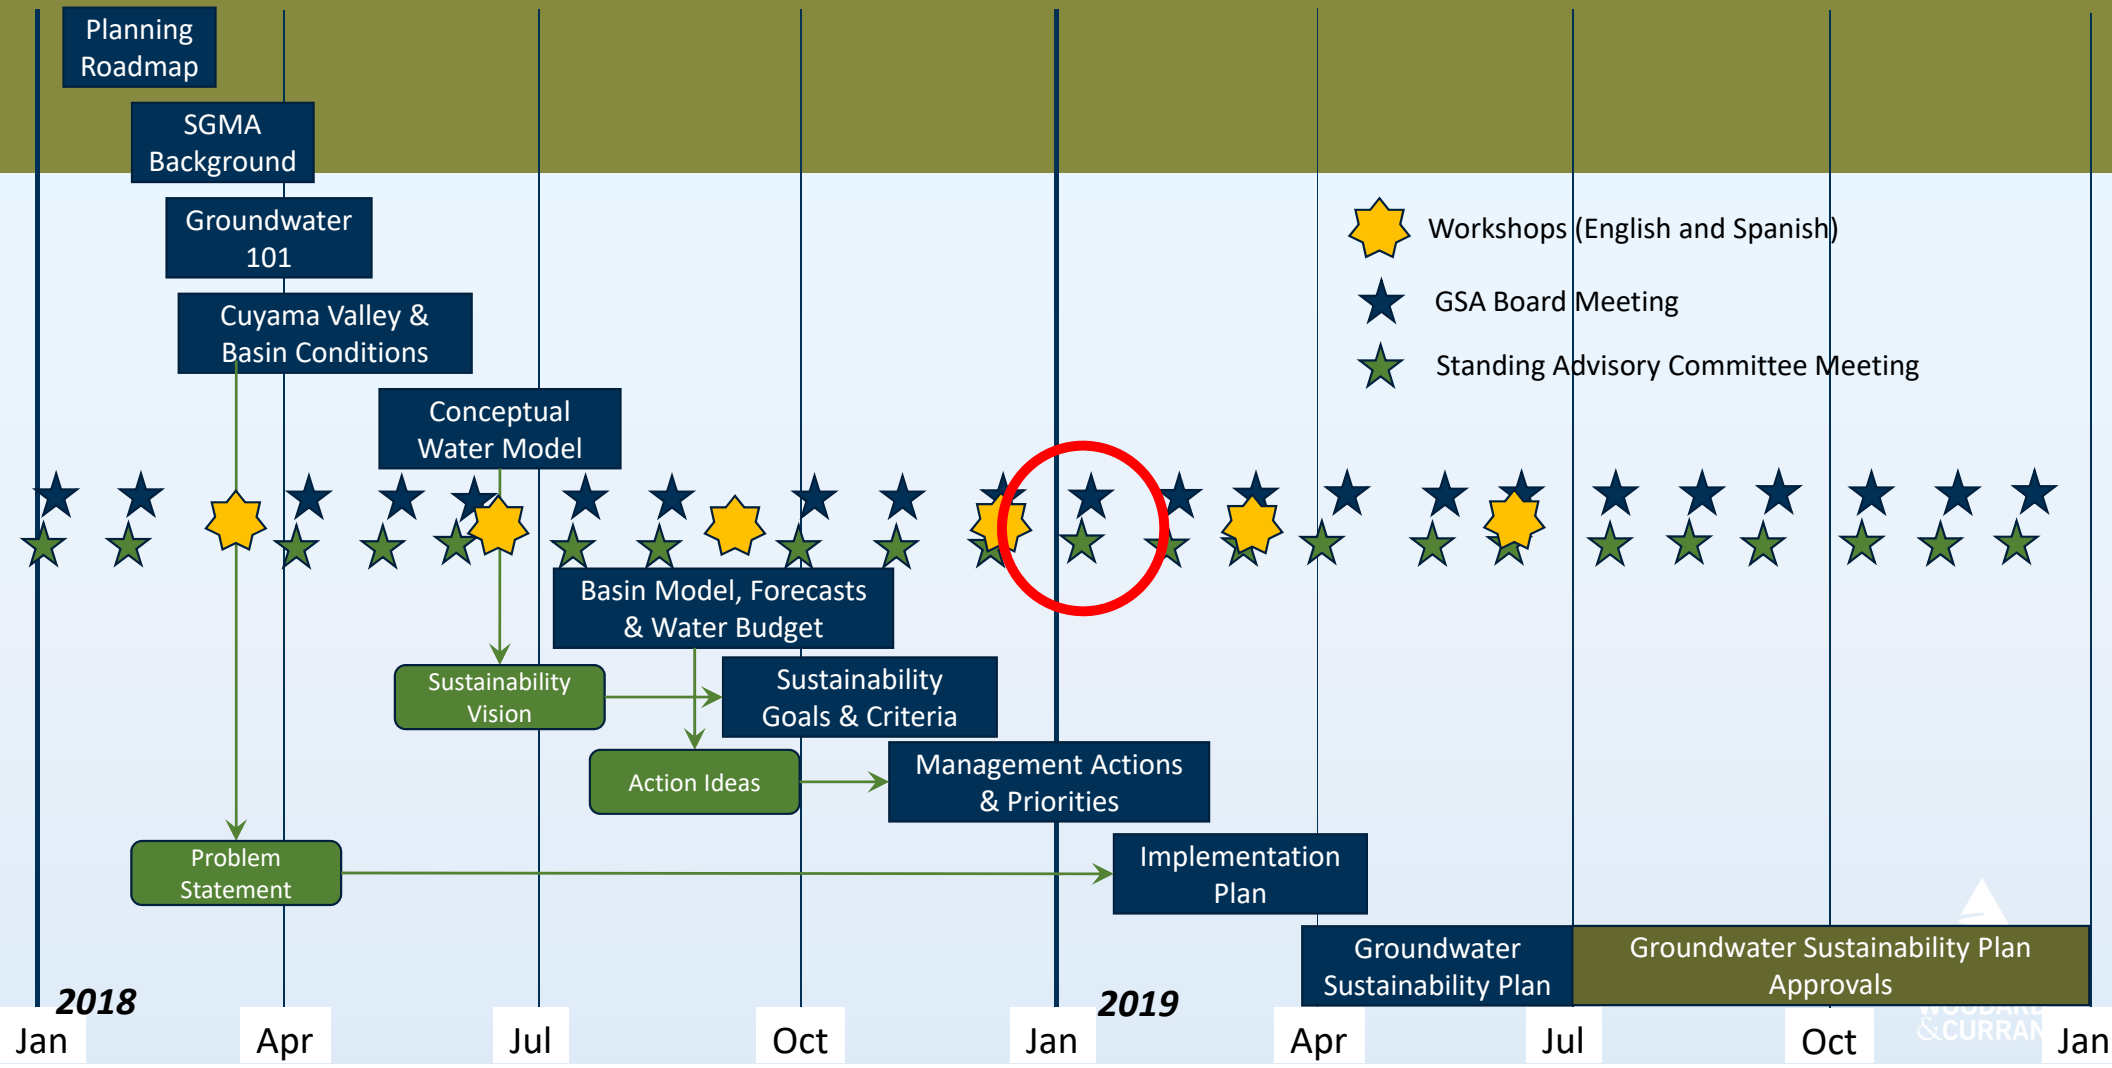 Planning
Roadmap
SGMA
Background
Groundwater
101
Cuyama Valley &
Basin Conditions
Conceptual
Water Model
Workshops (English and Spanish)
GSA Board Meeting
Standing Advisory Committee Meeting
Basin Model, Forecasts
& Water Budget
Sustainability
Vision
Sustainability
Goals & Criteria
Action Ideas
Management Actions
& Priorities
Problem
Statement
Implementation
Plan
Groundwater
Sustainability Plan
Groundwater Sustainability Plan
Approvals
WOODARD
&CURRAN
2018
2019
Jan
Apr
Jul
Oct
Jan
Apr
Jul
Oct
Jan